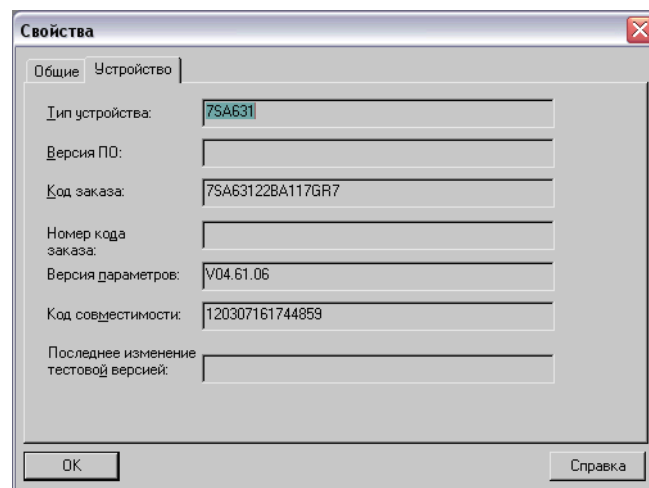 Свойства
Общие
Устройство
Тип устройства:
7SA631
Версия ПО:
Код заказа:
7SA63122BA117GR7
Номер кода
заказа:
Версия параметров:
V04.61.06
Код совместимости:
120307161744859
Последнее изменение
тестовой версией:
OK
Справка